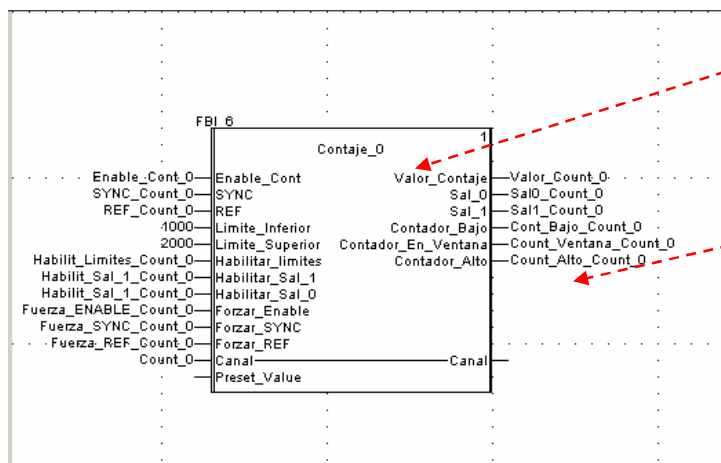 FBI_6
1
Contaje_0
Enable_Cont_0 Enable_Cont Valor_Contaje Valor_Count_0
SYNC_Count_0 SYNC Sal_0 Sal0_Count_0
REF_Count_0 REF Sal_1 Sal1_Count_0
1000 Limite_Inferior Contador_Bajo Cont_Bajo_Count_0
2000 Limite_Superior Contador_En_Ventana Count_Ventana_Count_0
Habilit_Limites_Count_0 Habilitar_limites Contador_Alto Count_Alto_Count_0
Habilit_Sal_1_Count_0 Habilitar_Sal_1
Habilit_Sal_1_Count_0 Habilitar_Sal_0
Fuerza_ENABLE_Count_0 Forzar_Enable
Fuerza_SYNC_Count_0 Forzar_SYNC
Fuerza_REF_Count_0 Forzar_REF
Count_0 Canal Canal
Preset_Value